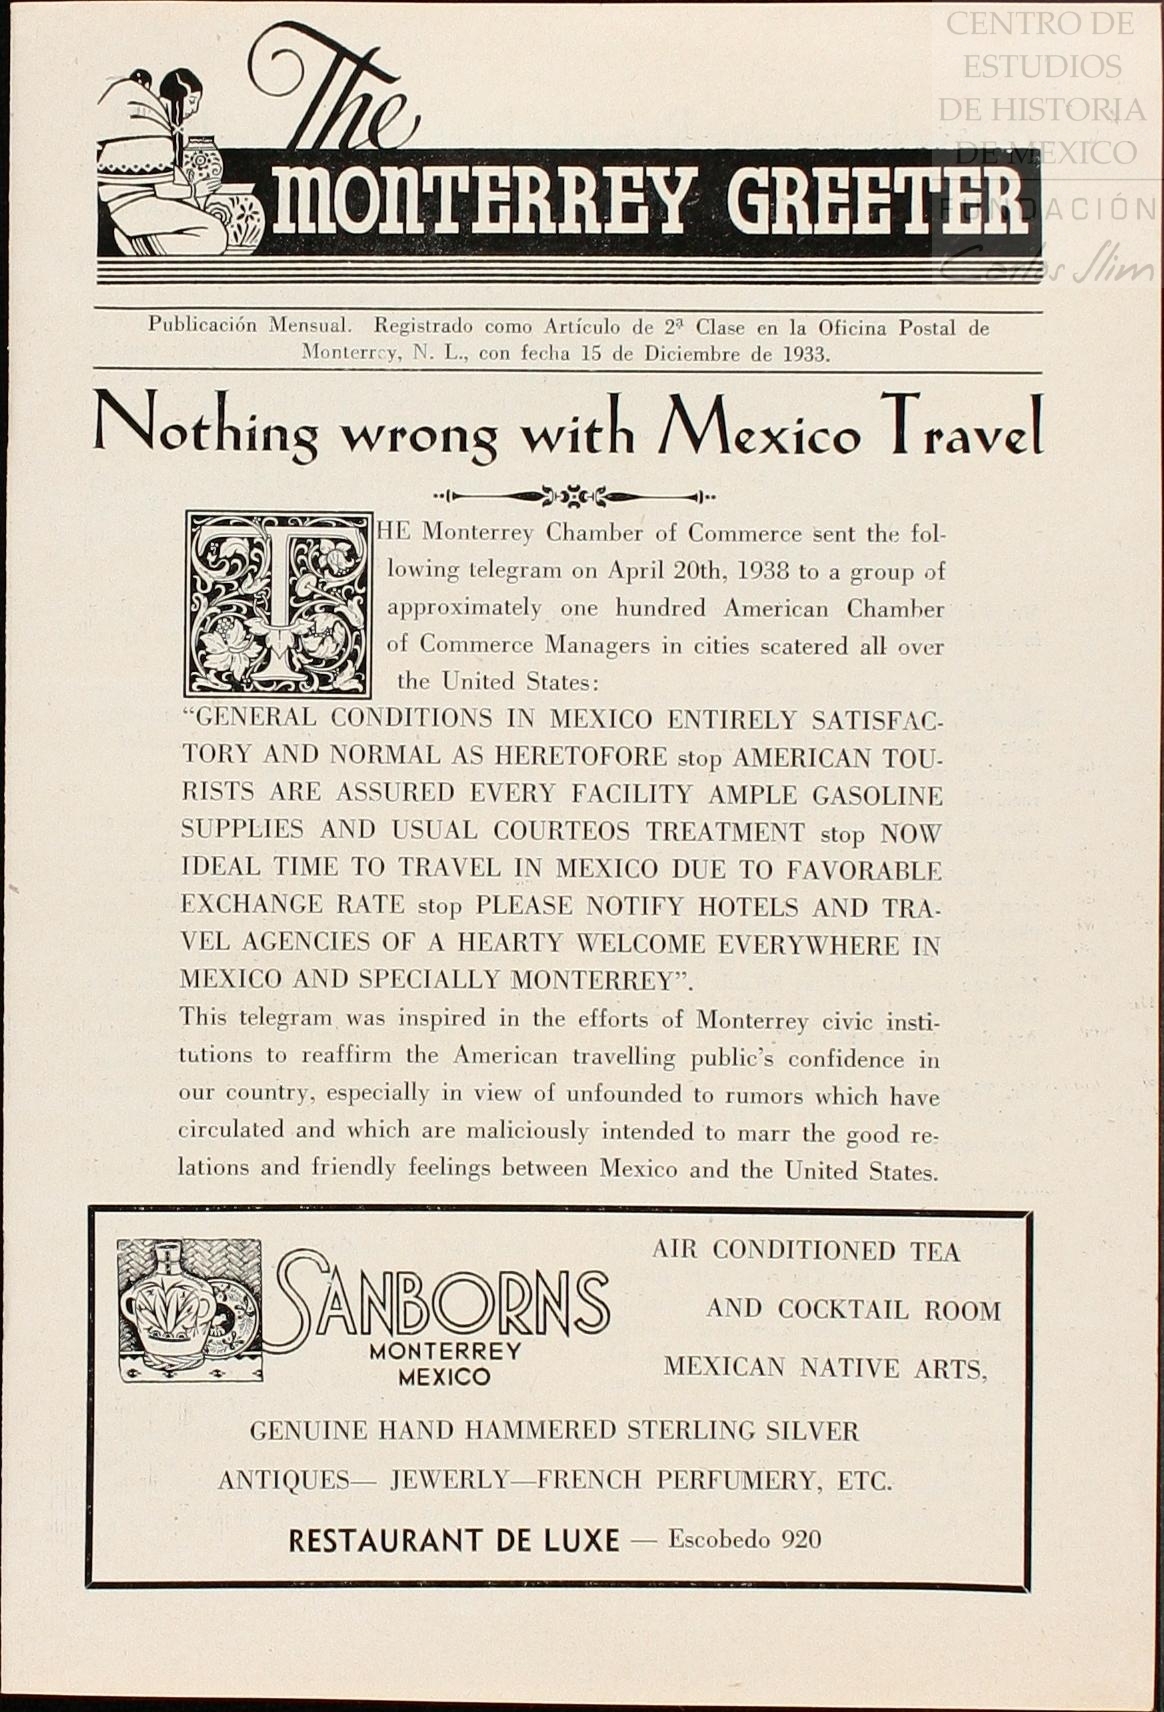 CENTRO DE
ESTUDIOS
DE HISTORIA
DE MEXICO
FUNDACIÓN
Carlos Slim
The
MONTERREY GREETER
Publicación Mensual. Registrado como Artículo de 2ª Clase en la Oficina Postal de
Monterrey, N. L., con fecha 15 de Diciembre de 1933.
Nothing wrong with Mexico Travel
THE Monterrey Chamber of Commerce sent the fol-
lowing telegram on April 20th, 1938 to a group of
approximately one hundred American Chamber
of Commerce Managers in cities scatered all over
the United States:
“GENERAL CONDITIONS IN MEXICO ENTIRELY SATISFAC-
TORY AND NORMAL AS HERETOFORE stop AMERICAN TOU-
RISTS ARE ASSURED EVERY FACILITY AMPLE GASOLINE
SUPPLIES AND USUAL COURTEOS TREATMENT stop NOW
IDEAL TIME TO TRAVEL IN MEXICO DUE TO FAVORABLE
EXCHANGE RATE stop PLEASE NOTIFY HOTELS AND TRA-
VEL AGENCIES OF A HEARTY WELCOME EVERYWHERE IN
MEXICO AND SPECIALLY MONTERREY”.
This telegram was inspired in the efforts of Monterrey civic insti-
tutions to reaffirm the American travelling public’s confidence in
our country, especially in view of unfounded to rumors which have
circulated and which are maliciously intended to marr the good re-
lations and friendly feelings between Mexico and the United States.
SANBORNS
MONTERREY
MEXICO
AIR CONDITIONED TEA
AND COCKTAIL ROOM
MEXICAN NATIVE ARTS,
GENUINE HAND HAMMERED STERLING SILVER
ANTIQUES— JEWERLY—FRENCH PERFUMERY, ETC.
RESTAURANT DE LUXE — Escobedo 920